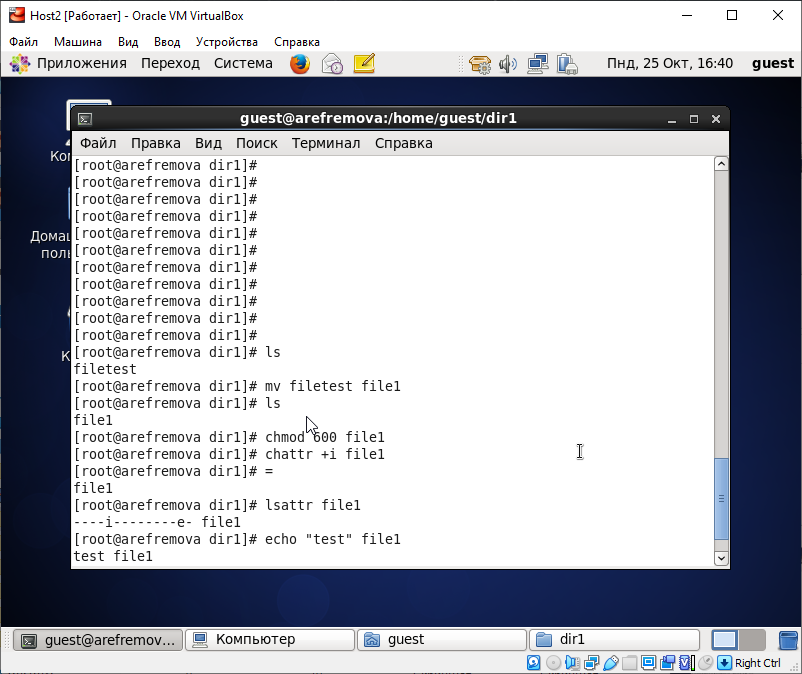 Host2 [Работает] - Oracle VM VirtualBox
Файл Машина Вид Ввод Устройства Справка
Приложения Переход Система Пнд, 25 Окт, 16:40 guest
guest@arefremova:/home/guest/dir1
Файл Правка Вид Поиск Терминал Справка
[root@arefremova dir1]#
[root@arefremova dir1]#
[root@arefremova dir1]#
[root@arefremova dir1]#
[root@arefremova dir1]#
[root@arefremova dir1]#
[root@arefremova dir1]#
[root@arefremova dir1]#
[root@arefremova dir1]#
[root@arefremova dir1]#
[root@arefremova dir1]#
[root@arefremova dir1]# ls
filetest
[root@arefremova dir1]# mv filetest file1
[root@arefremova dir1]# ls
file1
[root@arefremova dir1]# chmod 600 file1
[root@arefremova dir1]# chattr +i file1
[root@arefremova dir1]# =
file1
[root@arefremova dir1]# lsattr file1
----i--------e- file1
[root@arefremova dir1]# echo "test" file1
test file1
guest@arefremov... Компьютер guest dir1
Right Ctrl